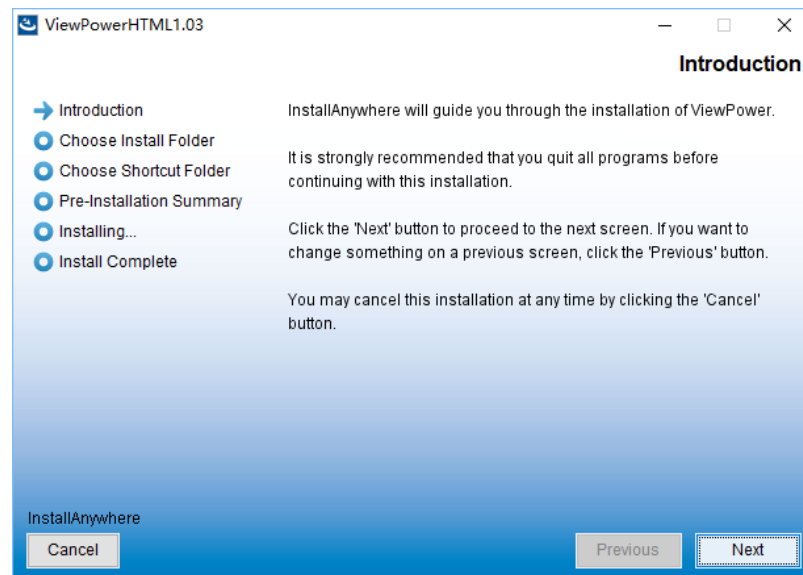 ViewPowerHTML1.03
Introduction
Introduction
Choose Install Folder
Choose Shortcut Folder
Pre-Installation Summary
Installing...
Install Complete
InstallAnywhere will guide you through the installation of ViewPower.
It is strongly recommended that you quit all programs before
continuing with this installation.
Click the 'Next' button to proceed to the next screen. If you want to
change something on a previous screen, click the 'Previous' button.
You may cancel this installation at any time by clicking the 'Cancel'
button.
InstallAnywhere
Cancel
Previous
Next